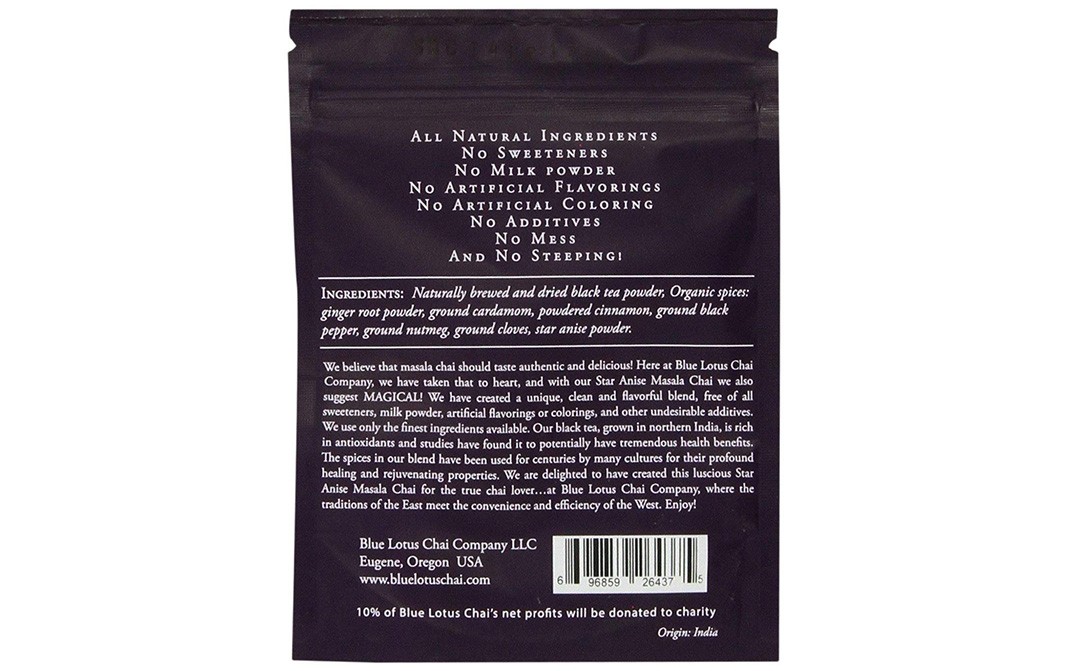 All Natural Ingredients
No Sweeteners
No Milk powder
No Artificial Flavorings
No Artificial Coloring
No Additives
No Mess
And No Steeping!
Ingredients: Naturally brewed and dried black tea powder, Organic spices:
ginger root powder, ground cardamom, powdered cinnamon, ground black
pepper, ground nutmeg, ground cloves, star anise powder.
We believe that masala chai should taste authentic and delicious! Here at Blue Lotus Chai
Company, we have taken that to heart, and with our Star Anise Masala Chai we also
suggest MAGICAL! We have created a unique, clean and flavorful blend, free of all
sweeteners, milk powder, artificial flavorings or colorings, and other undesirable additives.
We use only the finest ingredients available. Our black tea, grown in northern India, is rich
in antioxidants and studies have found it to potentially have tremendous health benefits.
The spices in our blend have been used for centuries by many cultures for their profound
healing and rejuvenating properties. We are delighted to have created this luscious Star
Anise Masala Chai for the true chai lover...at Blue Lotus Chai Company, where the
traditions of the East meet the convenience and efficiency of the West. Enjoy!
Blue Lotus Chai Company LLC
Eugene, Oregon USA
www.bluelotuschai.com
6 96859 26437 5
10% of Blue Lotus Chai's net profits will be donated to charity
Origin: India